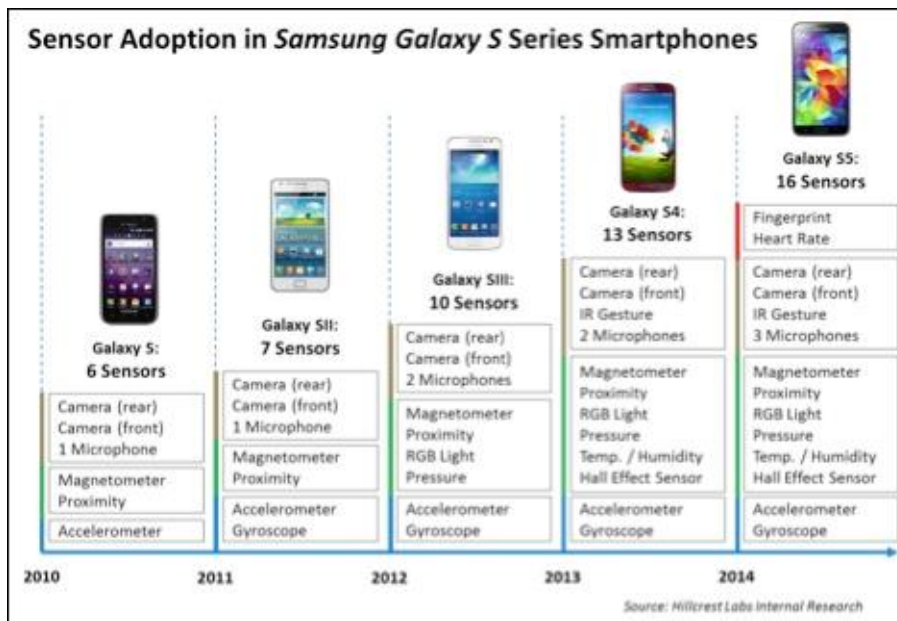 Sensor Adoption in Samsung Galaxy S Series Smartphones
Galaxy S:
6 Sensors
Camera (rear)
Camera (front)
1 Microphone
Magnetometer
Proximity
Accelerometer
Galaxy SII:
7 Sensors
Camera (rear)
Camera (front)
1 Microphone
Magnetometer
Proximity
Accelerometer
Gyroscope
Galaxy SIII:
10 Sensors
Camera (rear)
Camera (front)
2 Microphones
Magnetometer
Proximity
RGB Light
Pressure
Accelerometer
Gyroscope
Galaxy S4:
13 Sensors
Camera (rear)
Camera (front)
IR Gesture
2 Microphones
Magnetometer
Proximity
RGB Light
Pressure
Temp. / Humidity
Hall Effect Sensor
Accelerometer
Gyroscope
Galaxy S5:
16 Sensors
Fingerprint
Heart Rate
Camera (rear)
Camera (front)
IR Gesture
3 Microphones
Magnetometer
Proximity
RGB Light
Pressure
Temp. / Humidity
Hall Effect Sensor
Accelerometer
Gyroscope
2010
2011
2012
2013
2014
Source: Hillcrest Labs Internal Research